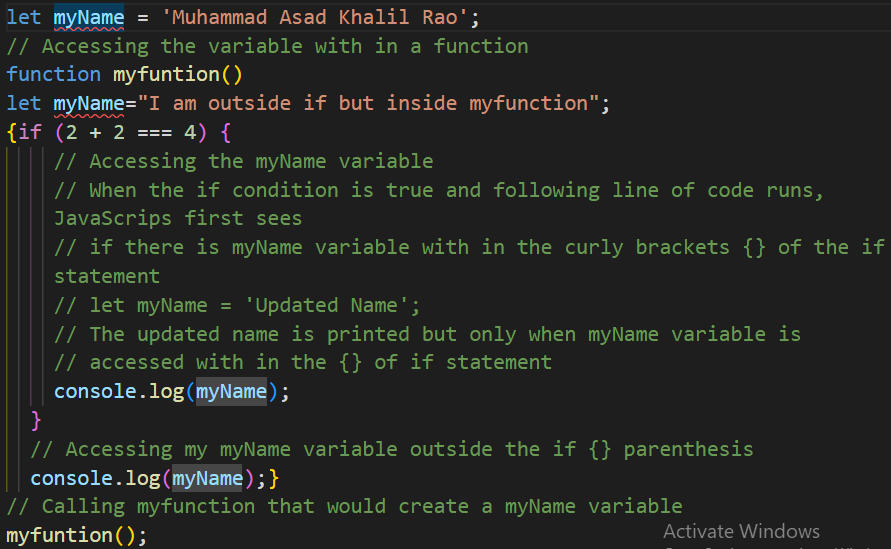 let myName = 'Muhammad Asad Khalil Rao';
// Accessing the variable with in a function
function myfuntion()
let myName="I am outside if but inside myfunction";
{if (2 + 2 === 4) {
// Accessing the myName variable
// When the if condition is true and following line of code runs,
JavaScrips first sees
// if there is myName variable with in the curly brackets {} of the if
statement
// let myName = 'Updated Name';
// The updated name is printed but only when myName variable is
// accessed with in the {} of if statement
console.log(myName);
}
// Accessing my myName variable outside the if {} parenthesis
console.log(myName);}
// Calling myfunction that would create a myName variable
myfuntion();
Activate Windows